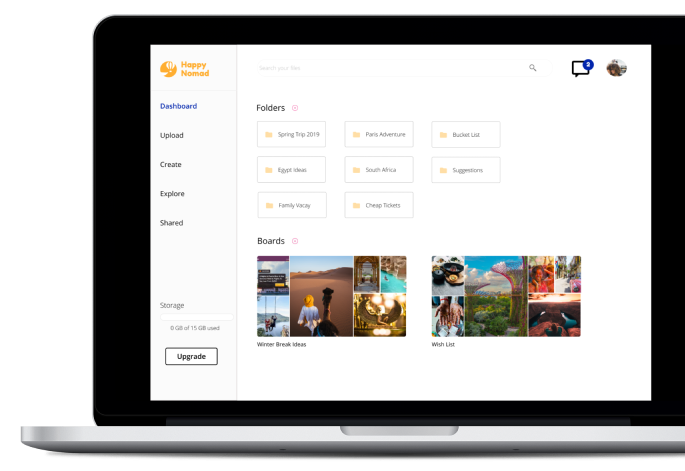 Happy
Nomad
Search your files
2
Dashboard
Upload
Create
Explore
Shared
Storage
0 GB of 15 GB used
Upgrade
Folders
Spring Trip 2019
Paris Adventure
Bucket List
Egypt Ideas
South Africa
Suggestions
Family Vacay
Cheap Tickets
Boards
Winter Break Ideas
Wish List